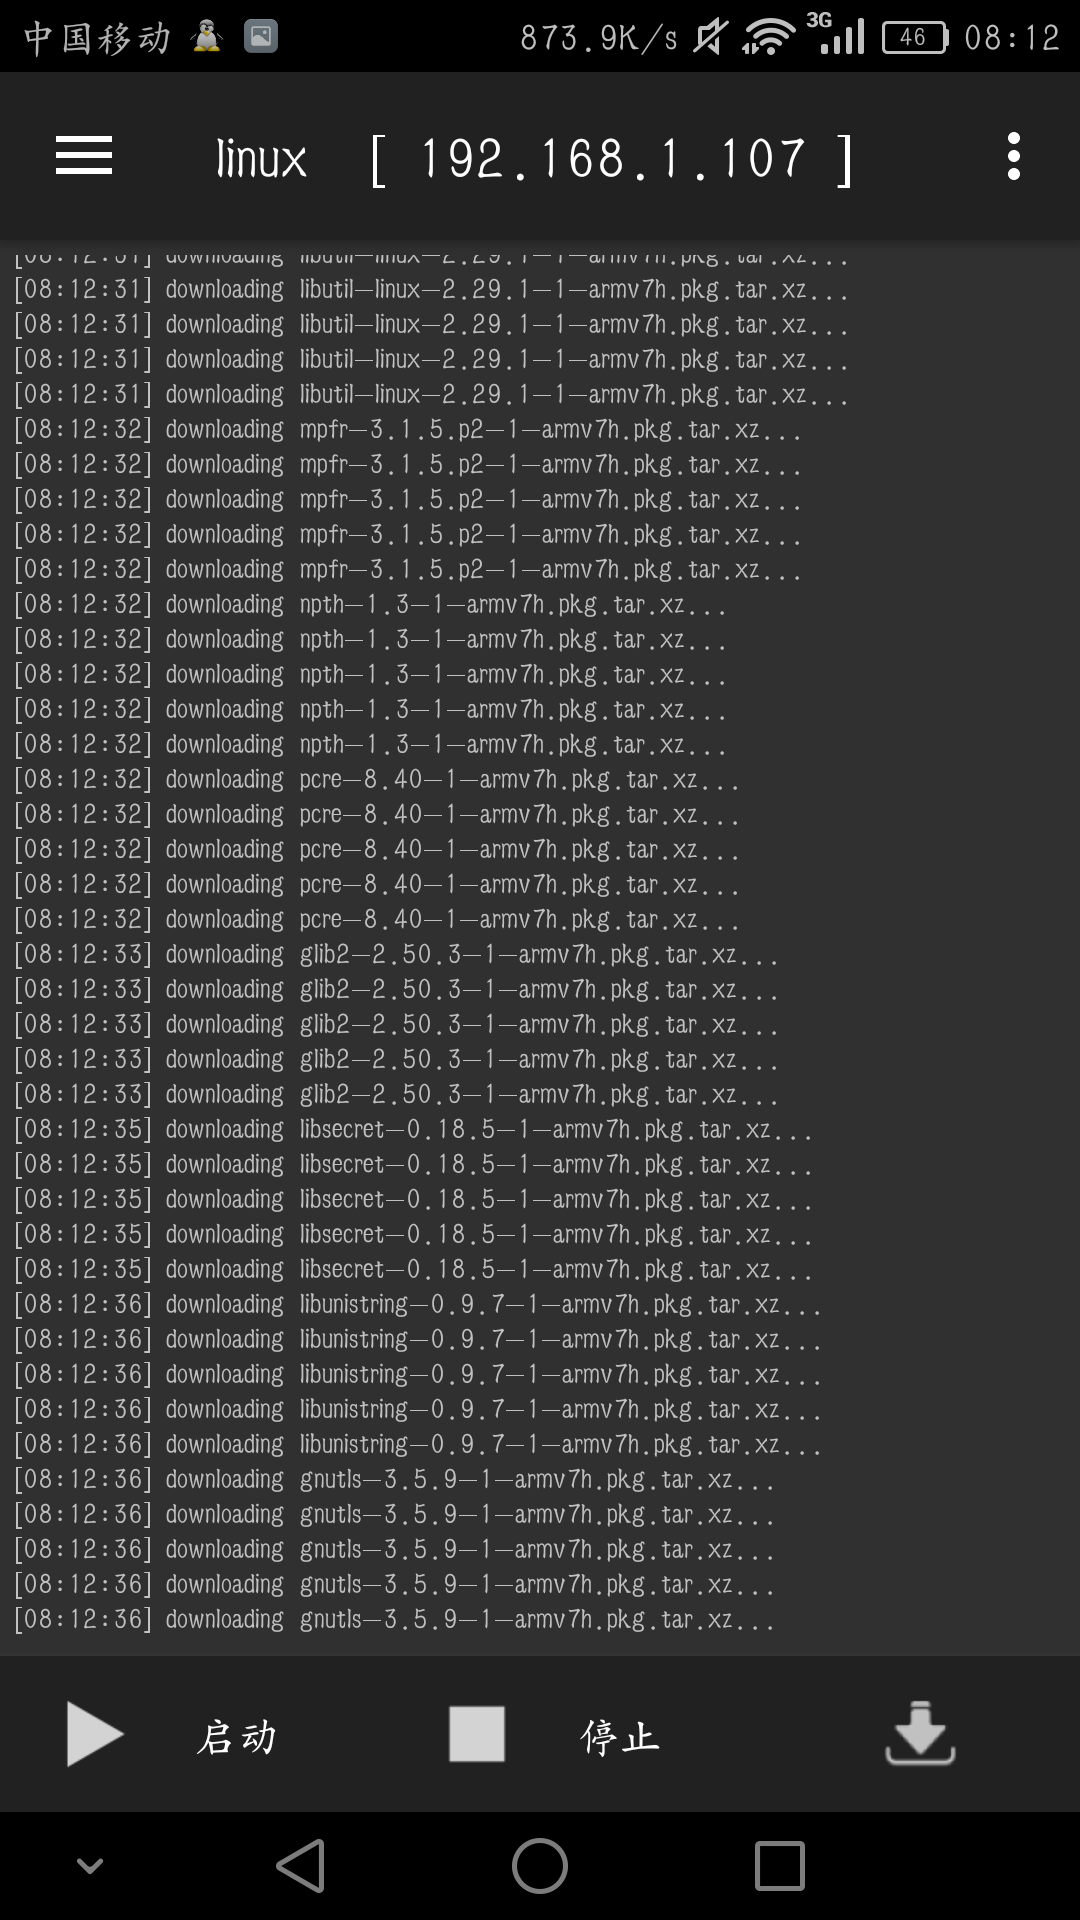 中国移动 873.9K/s 3G 46 08:12
linux [ 192.168.1.107 ]
[08:12:31] downloading libutil-linux-2.29.1-1-armv7h.pkg.tar.xz...
[08:12:31] downloading libutil-linux-2.29.1-1-armv7h.pkg.tar.xz...
[08:12:31] downloading libutil-linux-2.29.1-1-armv7h.pkg.tar.xz...
[08:12:31] downloading libutil-linux-2.29.1-1-armv7h.pkg.tar.xz...
[08:12:31] downloading libutil-linux-2.29.1-1-armv7h.pkg.tar.xz...
[08:12:32] downloading mpfr-3.1.5.p2-1-armv7h.pkg.tar.xz...
[08:12:32] downloading mpfr-3.1.5.p2-1-armv7h.pkg.tar.xz...
[08:12:32] downloading mpfr-3.1.5.p2-1-armv7h.pkg.tar.xz...
[08:12:32] downloading mpfr-3.1.5.p2-1-armv7h.pkg.tar.xz...
[08:12:32] downloading mpfr-3.1.5.p2-1-armv7h.pkg.tar.xz...
[08:12:32] downloading npth-1.3-1-armv7h.pkg.tar.xz...
[08:12:32] downloading npth-1.3-1-armv7h.pkg.tar.xz...
[08:12:32] downloading npth-1.3-1-armv7h.pkg.tar.xz...
[08:12:32] downloading npth-1.3-1-armv7h.pkg.tar.xz...
[08:12:32] downloading npth-1.3-1-armv7h.pkg.tar.xz...
[08:12:32] downloading pcre-8.40-1-armv7h.pkg.tar.xz...
[08:12:32] downloading pcre-8.40-1-armv7h.pkg.tar.xz...
[08:12:32] downloading pcre-8.40-1-armv7h.pkg.tar.xz...
[08:12:32] downloading pcre-8.40-1-armv7h.pkg.tar.xz...
[08:12:32] downloading pcre-8.40-1-armv7h.pkg.tar.xz...
[08:12:33] downloading glib2-2.50.3-1-armv7h.pkg.tar.xz...
[08:12:33] downloading glib2-2.50.3-1-armv7h.pkg.tar.xz...
[08:12:33] downloading glib2-2.50.3-1-armv7h.pkg.tar.xz...
[08:12:33] downloading glib2-2.50.3-1-armv7h.pkg.tar.xz...
[08:12:33] downloading glib2-2.50.3-1-armv7h.pkg.tar.xz...
[08:12:35] downloading libsecret-0.18.5-1-armv7h.pkg.tar.xz...
[08:12:35] downloading libsecret-0.18.5-1-armv7h.pkg.tar.xz...
[08:12:35] downloading libsecret-0.18.5-1-armv7h.pkg.tar.xz...
[08:12:35] downloading libsecret-0.18.5-1-armv7h.pkg.tar.xz...
[08:12:35] downloading libsecret-0.18.5-1-armv7h.pkg.tar.xz...
[08:12:36] downloading libunistring-0.9.7-1-armv7h.pkg.tar.xz...
[08:12:36] downloading libunistring-0.9.7-1-armv7h.pkg.tar.xz...
[08:12:36] downloading libunistring-0.9.7-1-armv7h.pkg.tar.xz...
[08:12:36] downloading libunistring-0.9.7-1-armv7h.pkg.tar.xz...
[08:12:36] downloading libunistring-0.9.7-1-armv7h.pkg.tar.xz...
[08:12:36] downloading gnutls-3.5.9-1-armv7h.pkg.tar.xz...
[08:12:36] downloading gnutls-3.5.9-1-armv7h.pkg.tar.xz...
[08:12:36] downloading gnutls-3.5.9-1-armv7h.pkg.tar.xz...
[08:12:36] downloading gnutls-3.5.9-1-armv7h.pkg.tar.xz...
[08:12:36] downloading gnutls-3.5.9-1-armv7h.pkg.tar.xz...
启动 停止